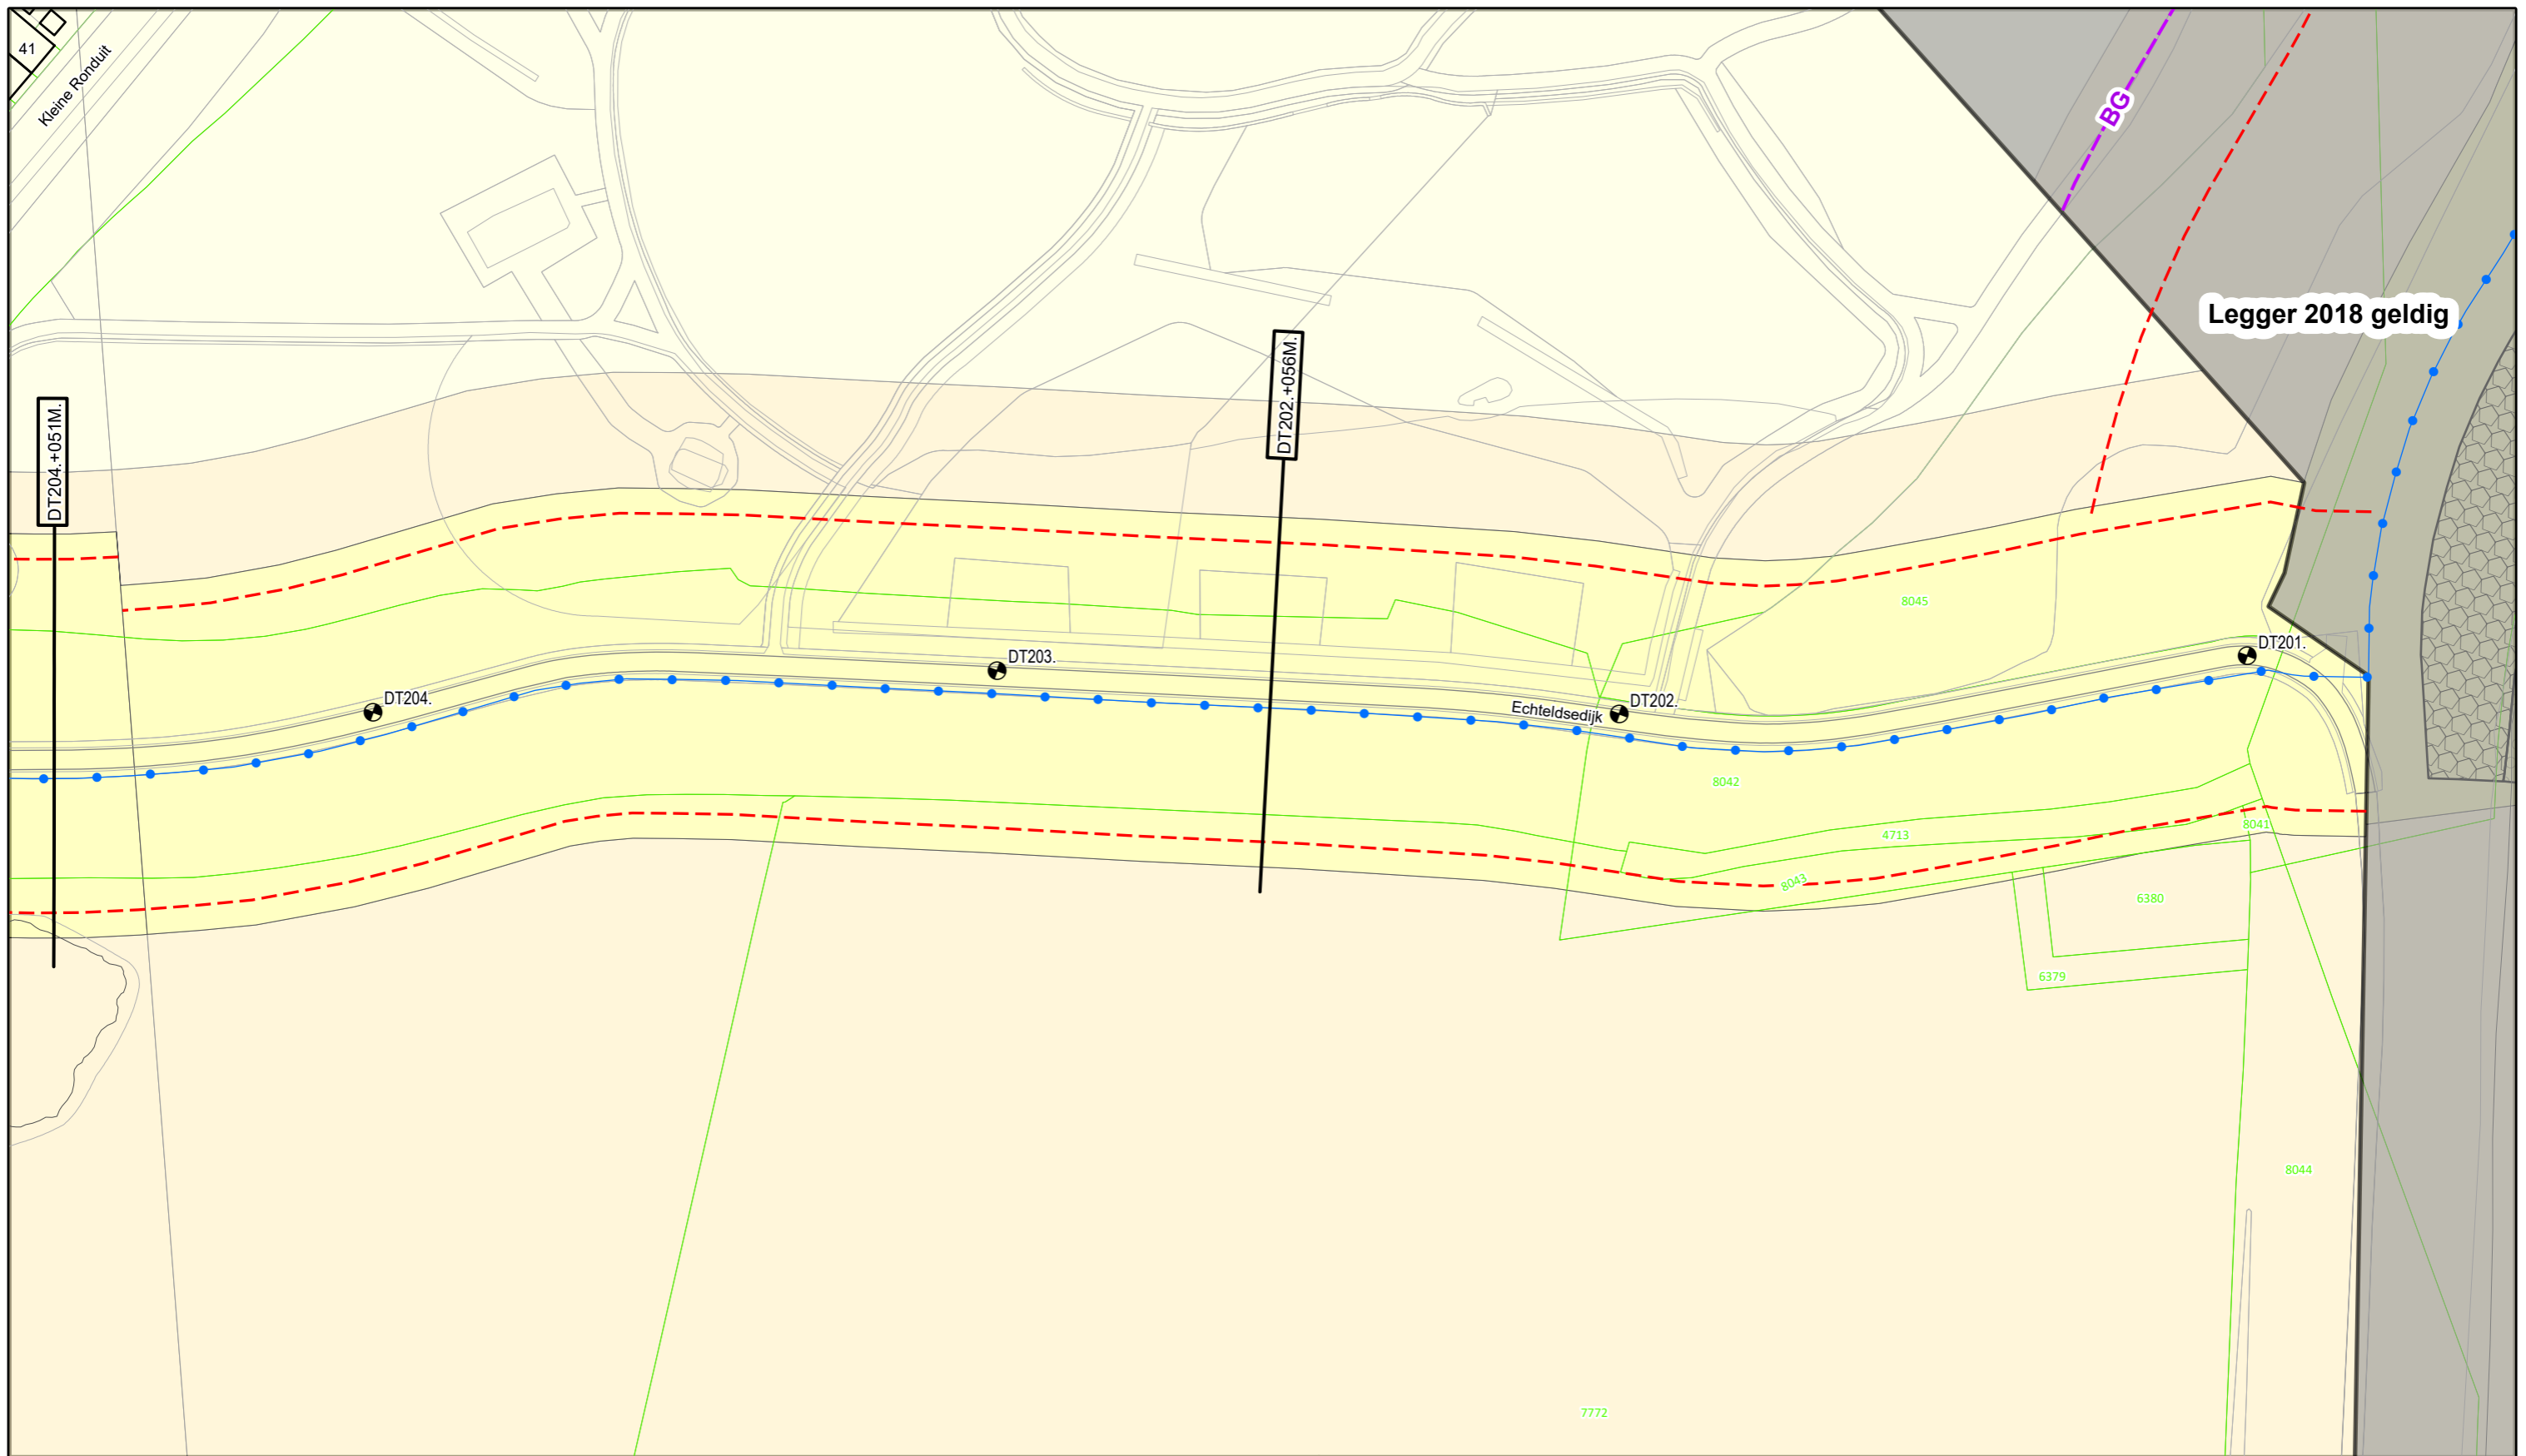 41
Kleine Ronduit
BG
Legger 2018 geldig
DT204.+051M.
DT202.+056M.
8045
DT201.
DT203.
DT204.
DT202.
Echteldsedijk
8042
4713
8041
8043
6380
6379
8044
7772